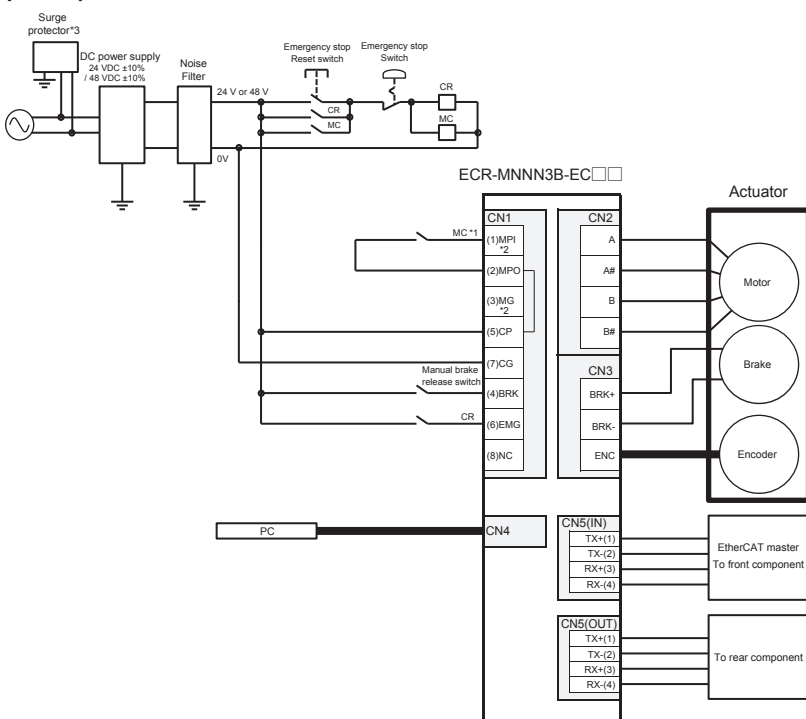 Surge
protector*3
DC power supply
24 VDC ±10%
/ 48 VDC ±10%
Noise
Filter
24 V or 48 V
0V
Emergency stop
Reset switch
Emergency stop
Switch
CR
MC
CR
MC
ECR-MNNN3B-EC□□
Actuator
CN1
MC *1
(1)MPI
*2
(2)MPO
(3)MG
*2
(5)CP
(7)CG
Manual brake
release switch
(4)BRK
CR
(6)EMG
(8)NC
CN2
A
A#
B
B#
CN3
BRK+
BRK-
ENC
Motor
Brake
Encoder
PC
CN4
CN5(IN)
TX+(1)
TX-(2)
RX+(3)
RX-(4)
EtherCAT master
To front component
CN5(OUT)
TX+(1)
TX-(2)
RX+(3)
RX-(4)
To rear component